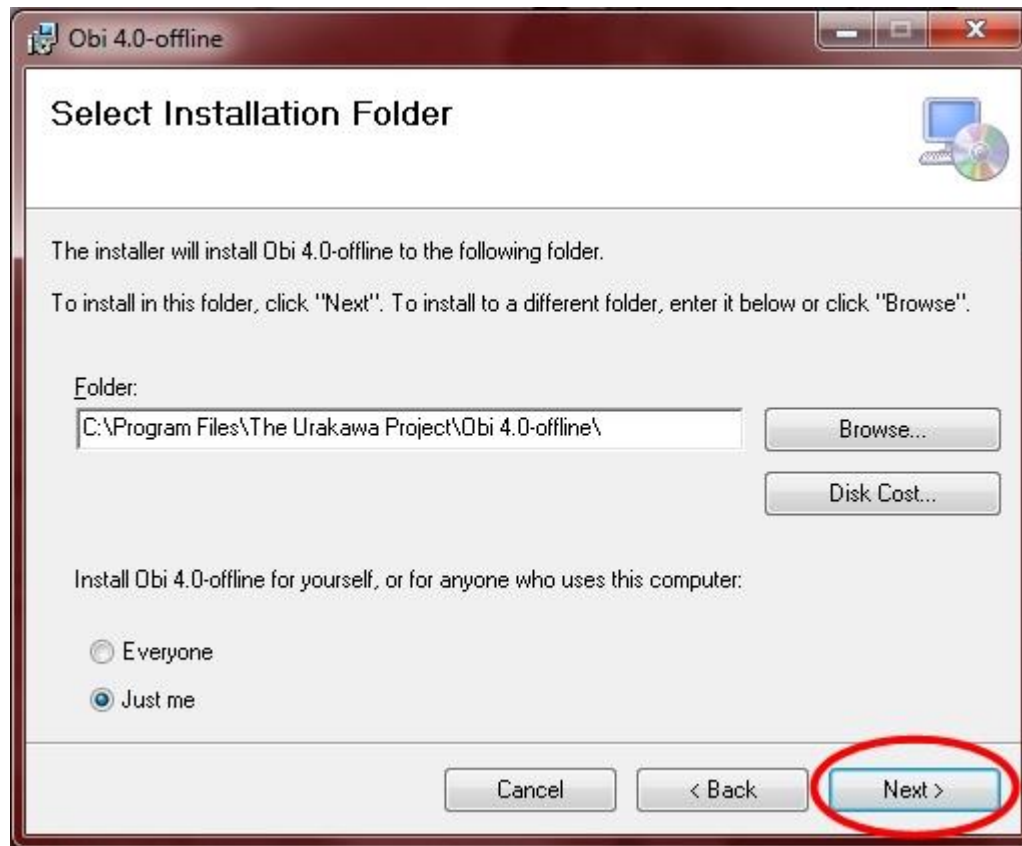 Obi 4.0-offline
Select Installation Folder
The installer will install Obi 4.0-offline to the following folder.
To install in this folder, click "Next". To install to a different folder, enter it below or click "Browse".
Folder:
C:\Program Files\The Urakawa Project\Obi 4.0-offline\
Browse...
Disk Cost...
Install Obi 4.0-offline for yourself, or for anyone who uses this computer:
Everyone
Just me
Cancel
< Back
Next >